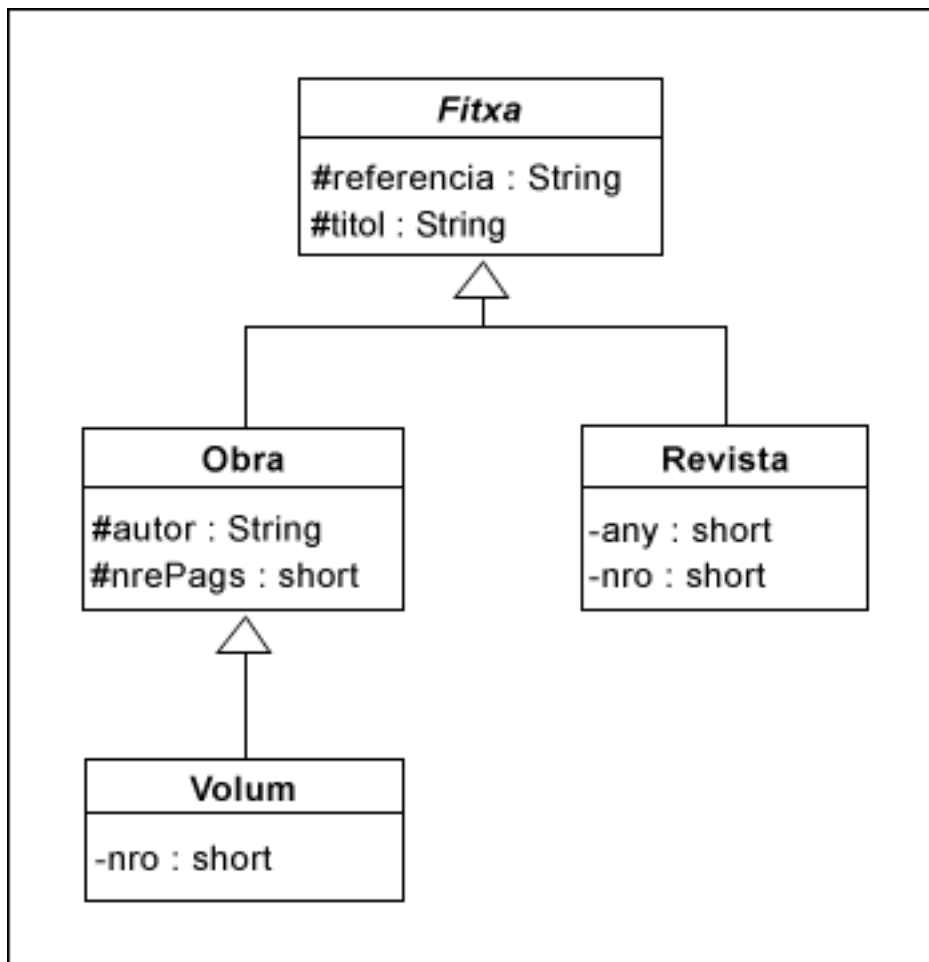 Fitxa
#referencia : String
#titol : String
Obra
#autor : String
#nrePags : short
Revista
-any : short
-nro : short
Volum
-nro : short